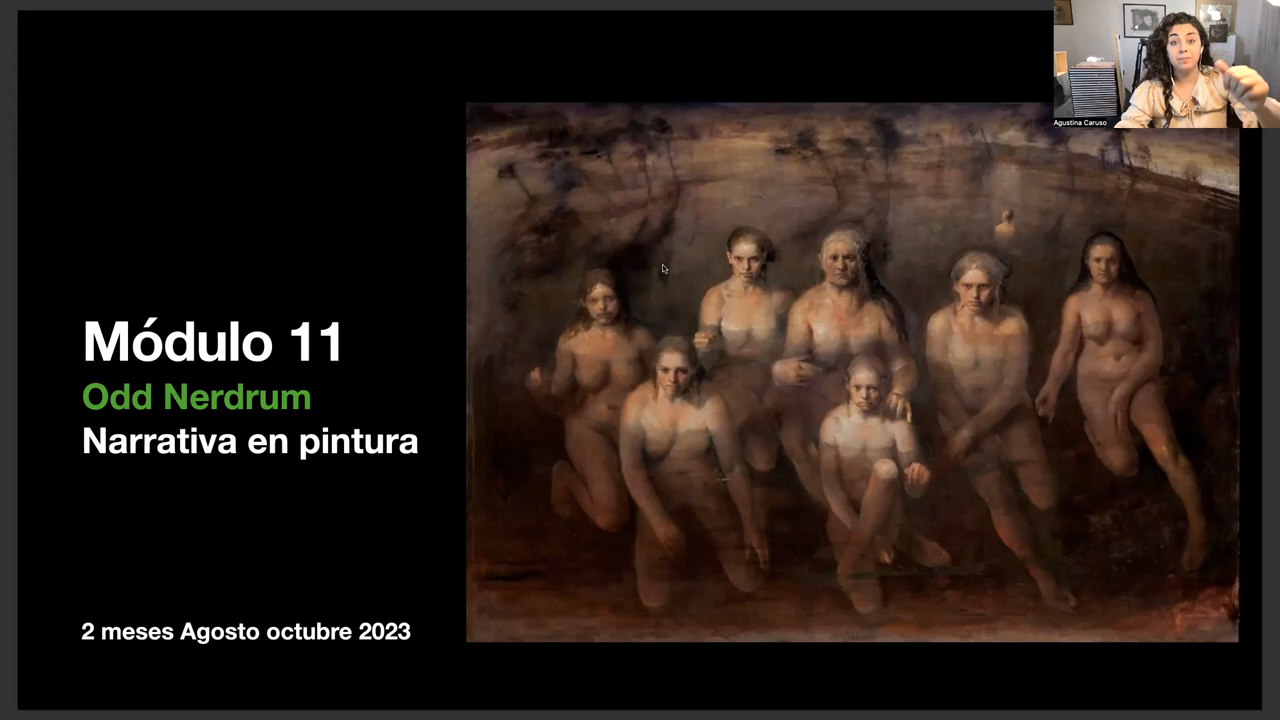 Agustina Caruso
Módulo 11
Odd Nerdrum
Narrativa en pintura
2 meses Agosto octubre 2023